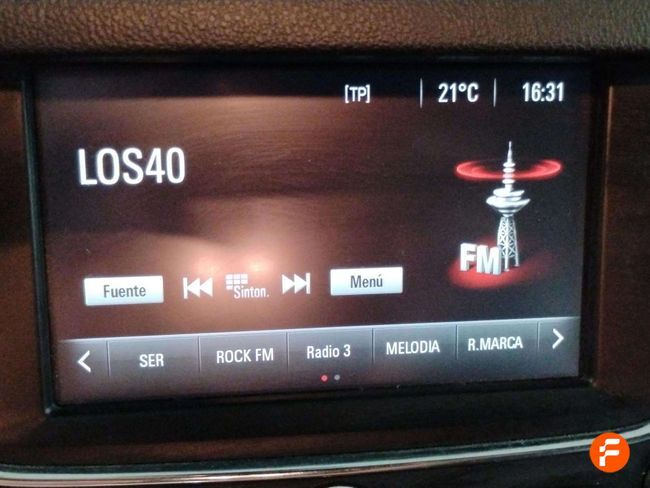 [TP] 21°C 16:31
LOS40
FM
Fuente Sinton. Menú
SER ROCK FM Radio 3 MELODIA R.MARCA